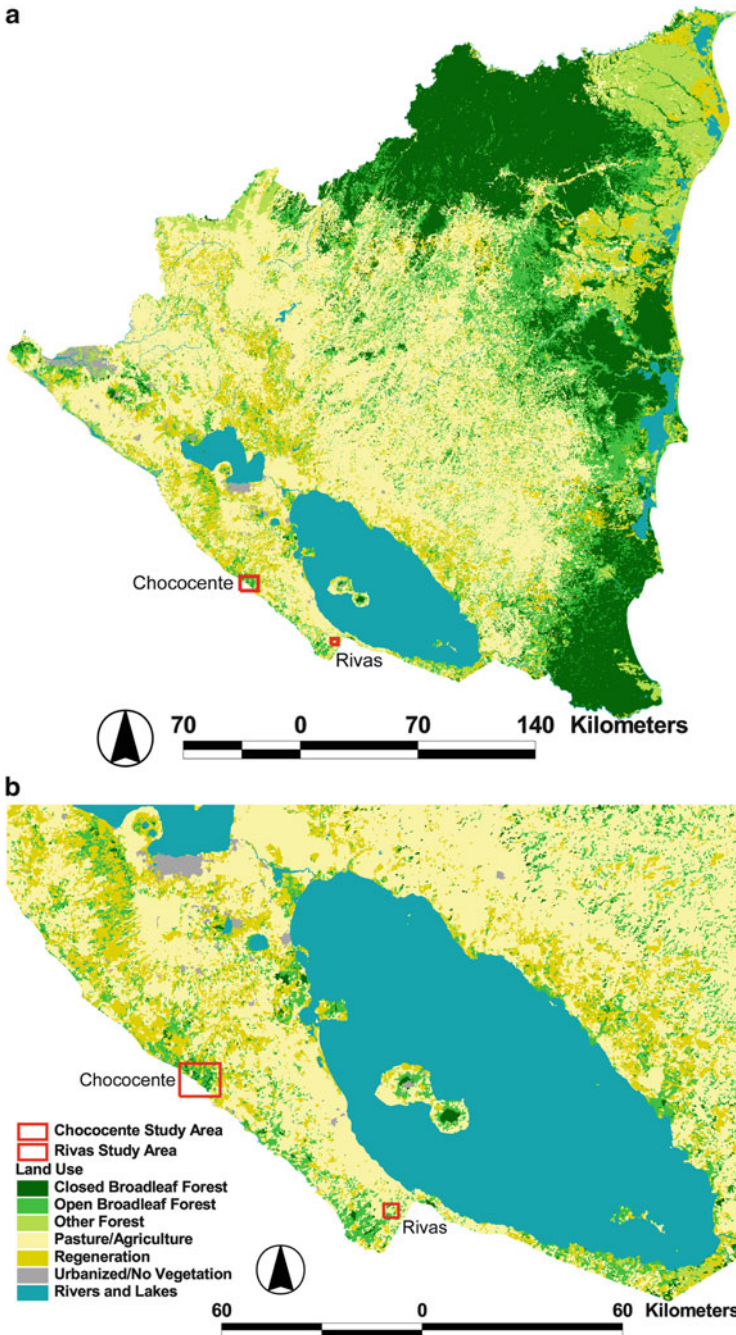 a
Chococente
Rivas
70 0 70 140 Kilometers
b
Chococente
Rivas
Chococente Study Area
Rivas Study Area
Land Use
Closed Broadleaf Forest
Open Broadleaf Forest
Other Forest
Pasture/Agriculture
Regeneration
Urbanized/No Vegetation
Rivers and Lakes
60 0 60 Kilometers